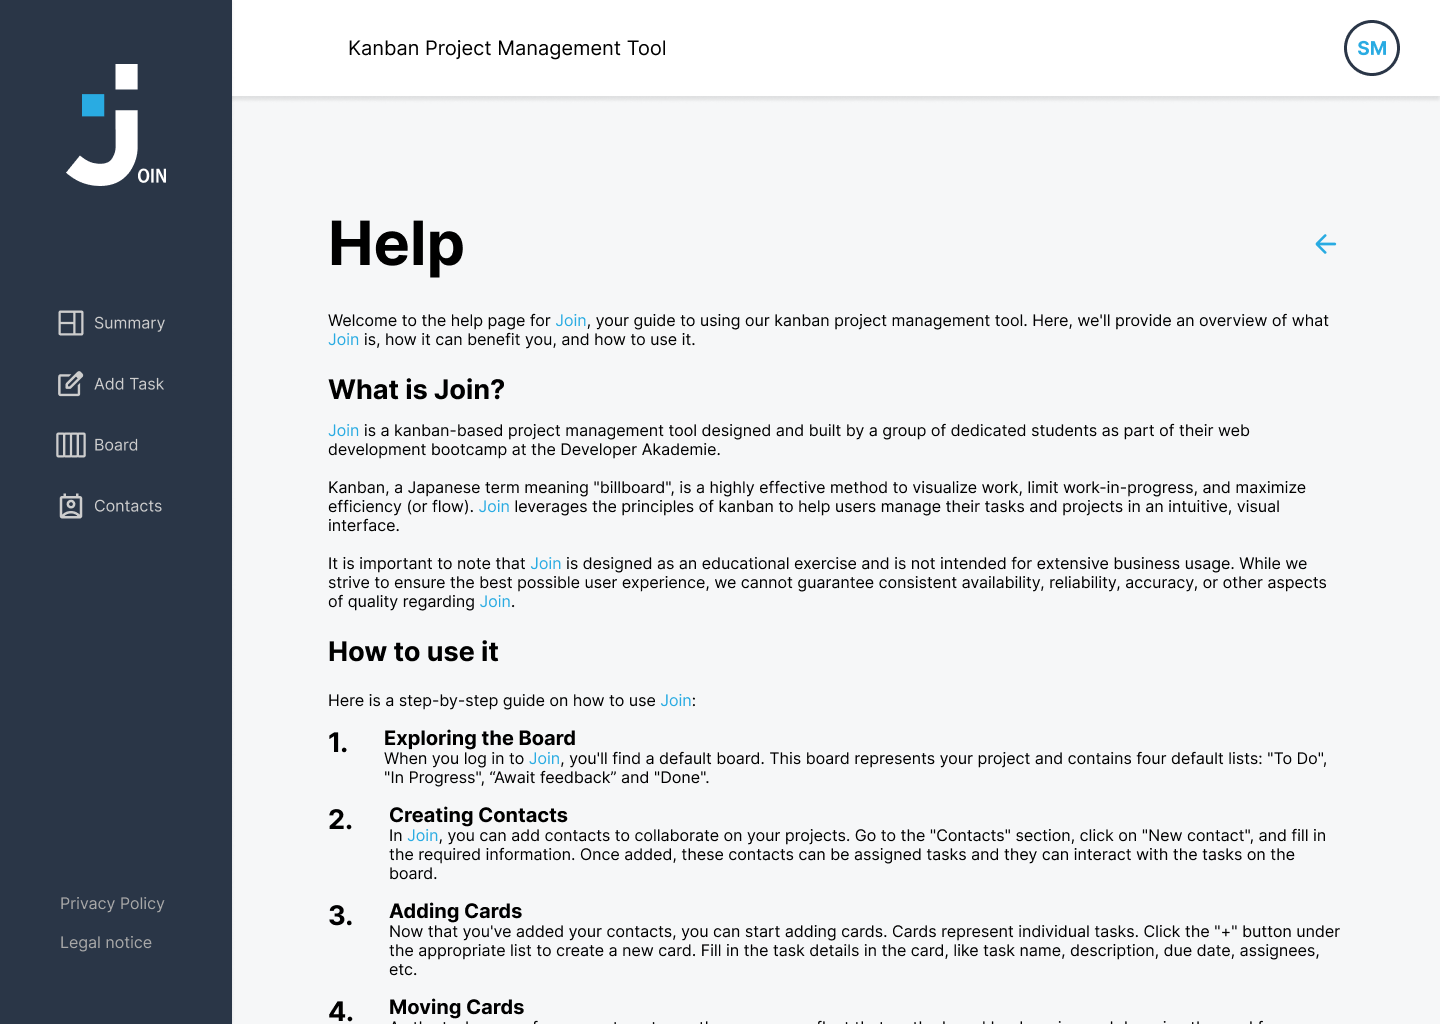 Kanban Project Management Tool
SM
JOIN
Summary
Add Task
Board
Contacts
Privacy Policy
Legal notice
Help
Welcome to the help page for Join, your guide to using our kanban project management tool. Here, we'll provide an overview of what
Join is, how it can benefit you, and how to use it.
What is Join?
Join is a kanban-based project management tool designed and built by a group of dedicated students as part of their web
development bootcamp at the Developer Akademie.
Kanban, a Japanese term meaning "billboard", is a highly effective method to visualize work, limit work-in-progress, and maximize
efficiency (or flow). Join leverages the principles of kanban to help users manage their tasks and projects in an intuitive, visual
interface.
It is important to note that Join is designed as an educational exercise and is not intended for extensive business usage. While we
strive to ensure the best possible user experience, we cannot guarantee consistent availability, reliability, accuracy, or other aspects
of quality regarding Join.
How to use it
Here is a step-by-step guide on how to use Join:
1. Exploring the Board
When you log in to Join, you'll find a default board. This board represents your project and contains four default lists: "To Do",
"In Progress", “Await feedback” and "Done".
2. Creating Contacts
In Join, you can add contacts to collaborate on your projects. Go to the "Contacts" section, click on "New contact", and fill in
the required information. Once added, these contacts can be assigned tasks and they can interact with the tasks on the
board.
3. Adding Cards
Now that you've added your contacts, you can start adding cards. Cards represent individual tasks. Click the "+" button under
the appropriate list to create a new card. Fill in the task details in the card, like task name, description, due date, assignees,
etc.
4. Moving Cards